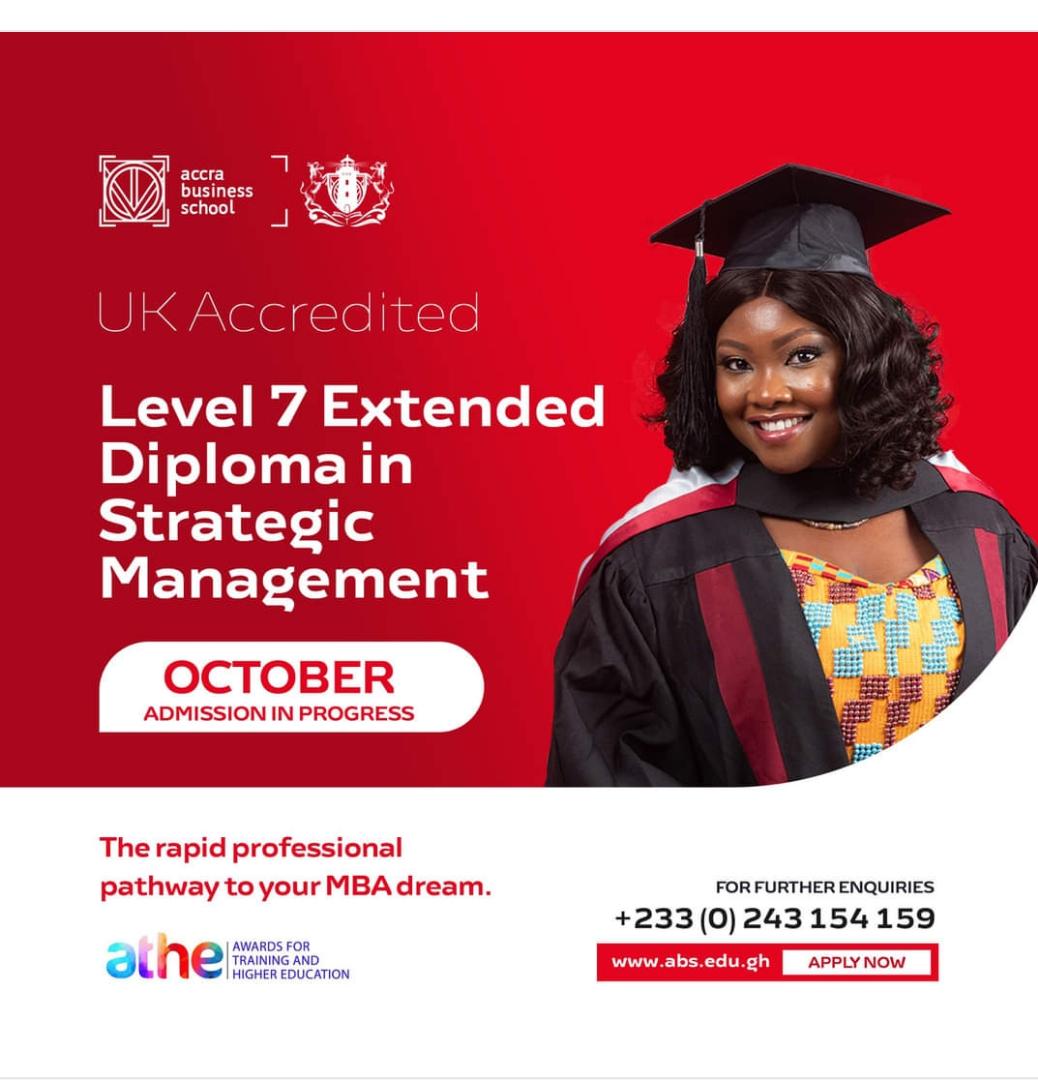 accra
business
school
UK Accredited
Level 7 Extended
Diploma in
Strategic
Management
OCTOBER
ADMISSION IN PROGRESS
The rapid professional
pathway to your MBA dream.
athe
AWARDS FOR
TRAINING AND
HIGHER EDUCATION
FOR FURTHER ENQUIRIES
+233 (0) 243 154 159
www.abs.edu.gh APPLY NOW